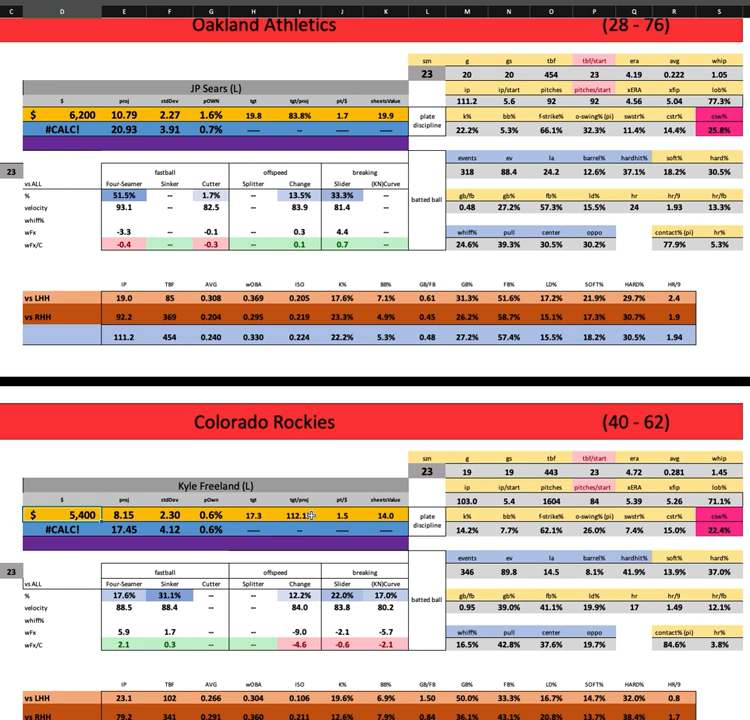 C D E F G H I J K L M N O P Q R S
Oakland Athletics (28 - 76)
szn g gs tbf tbf/start era avg whip
23 20 20 454 23 4.19 0.222 1.05
JP Sears (L) ip ip/start pitches pitches/start xERA xfip lob%
$ proj stdDev pOWN tgt tgt/proj pt/$ sheetsValue 111.2 5.6 92 92 4.56 5.04 77.3%
$ 6,200 10.79 2.27 1.6% 19.8 83.8% 1.7 19.9 plate discipline k% bb% f-strike% o-swing% (pi) swstr% cstr% csw%
#CALC! 20.93 3.91 0.7% ---- -- ---- ---- 22.2% 5.3% 66.1% 32.3% 11.4% 14.4% 25.8%
events ev la barrel% hardhit% soft% hard%
23 fastball offspeed breaking 318 88.4 24.2 12.6% 37.1% 18.2% 30.5%
vs ALL Four-Seamer Sinker Cutter Splitter Change Slider (KN)Curve
% 51.5% -- 1.7% -- 13.5% 33.3% -- batted ball gb/fb gb% fb% ld% hr hr/9 hr/fb
velocity 93.1 -- 82.5 -- 83.9 81.4 -- 0.48 27.2% 57.3% 15.5% 24 1.93 13.3%
whiff%
wFx -3.3 -- -0.1 -- 0.3 4.4 -- whiff% pull center oppo contact% (pi) hr%
wFx/C -0.4 -- -0.3 -- 0.1 0.7 -- 24.6% 39.3% 30.5% 30.2% 77.9% 5.3%
IP TBF AVG wOBA ISO K% BB% GB/FB GB% FB% LD% SOFT% HARD% HR/9
vs LHH 19.0 85 0.308 0.369 0.205 17.6% 7.1% 0.61 31.3% 51.6% 17.2% 21.9% 29.7% 2.4
vs RHH 92.2 369 0.204 0.295 0.219 23.3% 4.9% 0.45 26.2% 58.7% 15.1% 17.3% 30.7% 1.9
111.2 454 0.240 0.330 0.224 22.2% 5.3% 0.48 27.2% 57.4% 15.5% 18.2% 30.5% 1.94
Colorado Rockies (40 - 62)
szn g gs tbf tbf/start era avg whip
23 19 19 443 23 4.72 0.281 1.45
Kyle Freeland (L) ip ip/start pitches pitches/start xERA xfip lob%
$ proj stdDev pOwn tgt tgt/proj pt/$ sheetsValue 103.0 5.4 1604 84 5.39 5.26 71.1%
$ 5,400 8.15 2.30 0.6% 17.3 1.5 14.0 plate discipline k% bb% f-strike% o-swing% (pi) swstr% cstr% csw%
#CALC! 17.45 4.12 0.6% ---- -- ---- ---- 14.2% 7.7% 62.1% 26.0% 7.4% 15.0% 22.4%
events ev la barrel% hardhit% soft% hard%
23 fastball offspeed breaking 346 89.8 14.5 8.1% 41.9% 13.9% 37.0%
vs ALL Four-Seamer Sinker Cutter Splitter Change Slider (KN)Curve
% 17.6% 31.1% -- -- 12.2% 22.0% 17.0% batted ball gb/fb gb% fb% ld% hr hr/9 hr/fb
velocity 88.5 88.4 -- -- 84.0 83.8 80.2 0.95 39.0% 41.1% 19.9% 17 1.49 12.1%
whiff%
wFx 5.9 1.7 -- -- -9.0 -2.1 -5.7 whiff% pull center oppo contact% (pi) hr%
wFx/C 2.1 0.3 -- -- -4.6 -0.6 -2.1 16.5% 42.8% 37.6% 19.7% 84.6% 3.8%
IP TBF AVG wOBA ISO K% BB% GB/FB GB% FB% LD% SOFT% HARD% HR/9
vs LHH 23.1 102 0.266 0.304 0.106 19.6% 6.9% 1.50 50.0% 33.3% 16.7% 14.7% 32.0% 0.8
vs RHH 79.2 341 0.291 0.360 0.211 12.6% 7.9% 0.84 36.1% 43.1% 20.8% 13.7% 38.4% 1.7